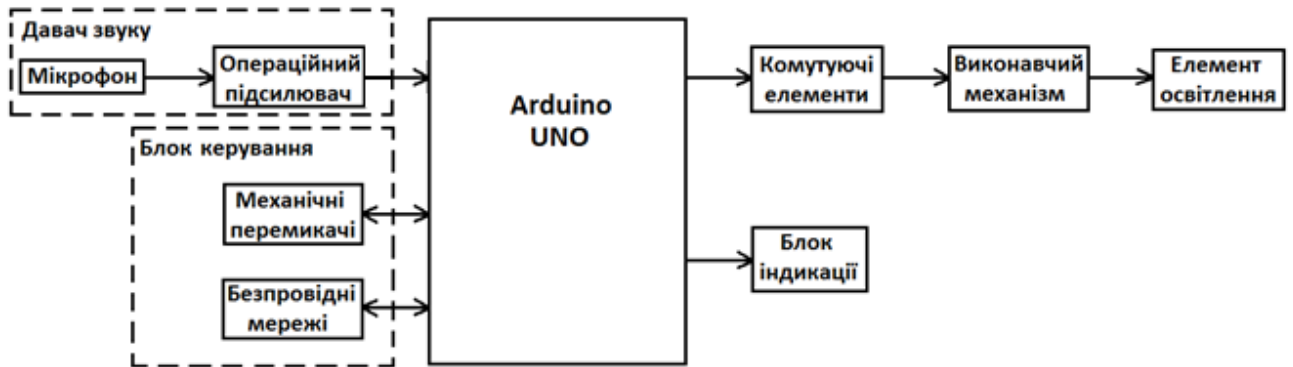 Давач звуку
Мікрофон
Операційний
підсилювач
Блок керування
Механічні
перемикачі
Безпровідні
мережі
Arduino
UNO
Комутуючі
елементи
Виконавчий
механізм
Елемент
освітлення
Блок
індикації